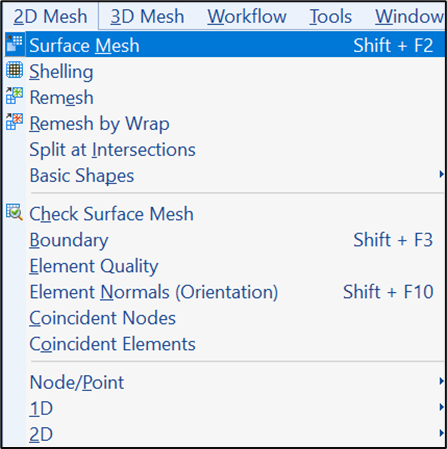 2D Mesh 3D Mesh Workflow Tools Window
Surface Mesh Shift + F2
Shelling
Remesh
Remesh by Wrap
Split at Intersections
Basic Shapes
Check Surface Mesh
Boundary Shift + F3
Element Quality
Element Normals (Orientation) Shift + F10
Coincident Nodes
Coincident Elements
Node/Point
1D
2D